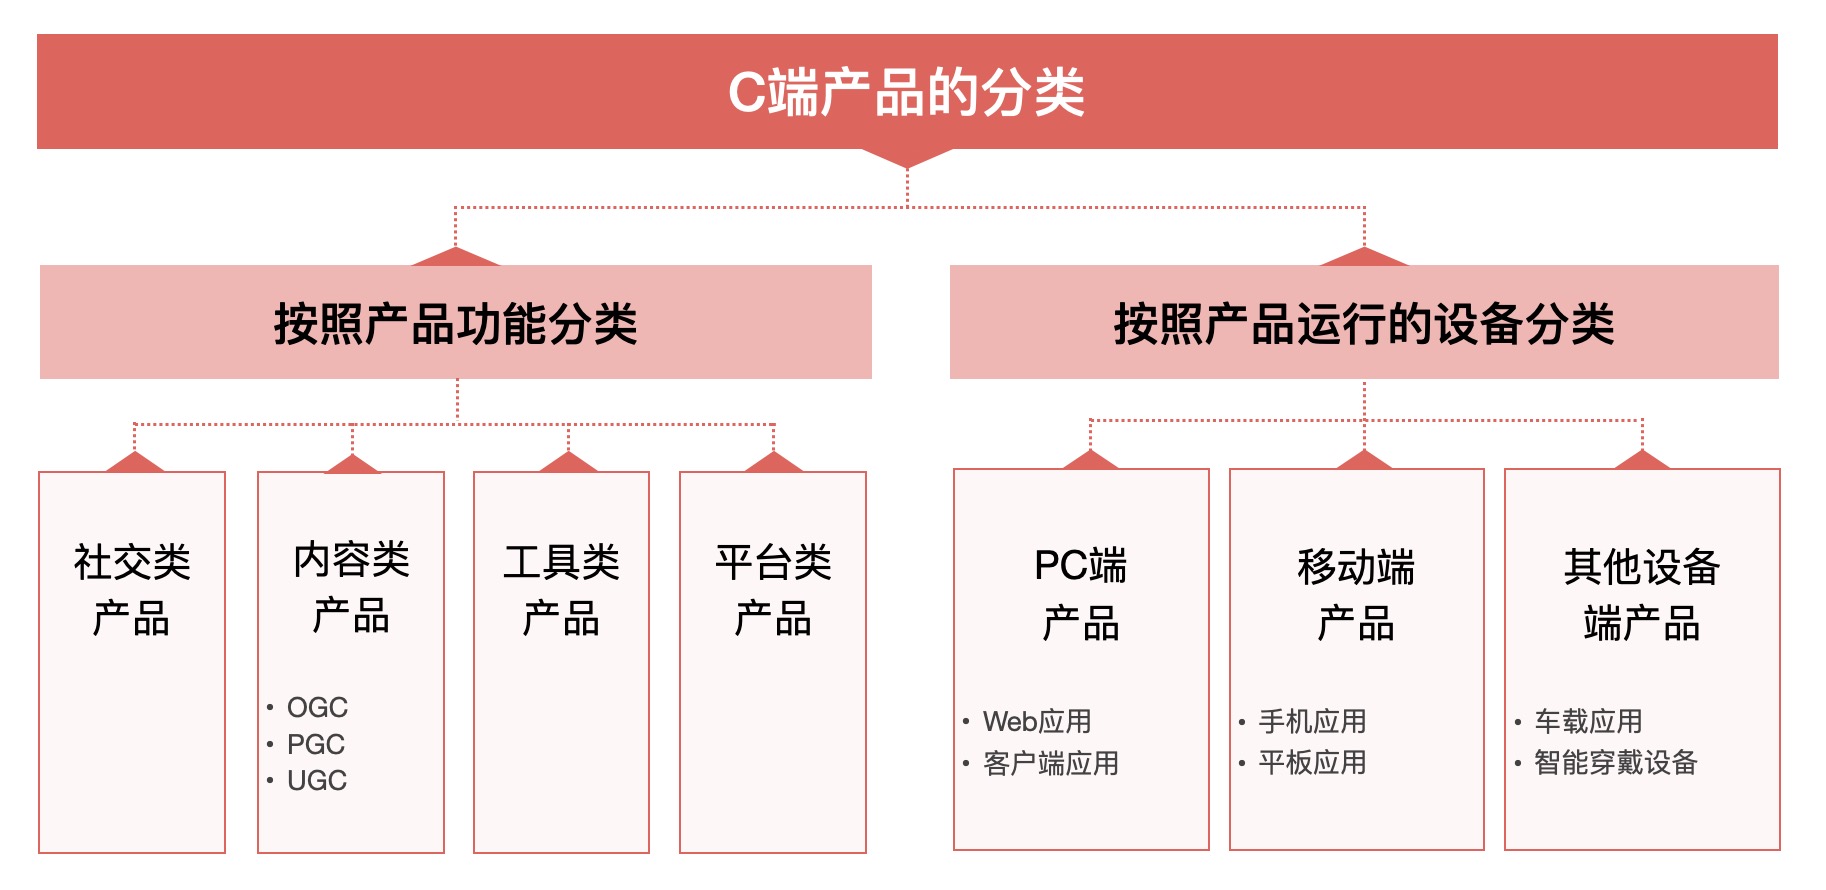 C端产品的分类
按照产品功能分类
按照产品运行的设备分类
社交类
产品
内容类
产品
• OGC
• PGC
• UGC
工具类
产品
平台类
产品
PC端
产品
• Web应用
• 客户端应用
移动端
产品
• 手机应用
• 平板应用
其他设备
端产品
• 车载应用
• 智能穿戴设备